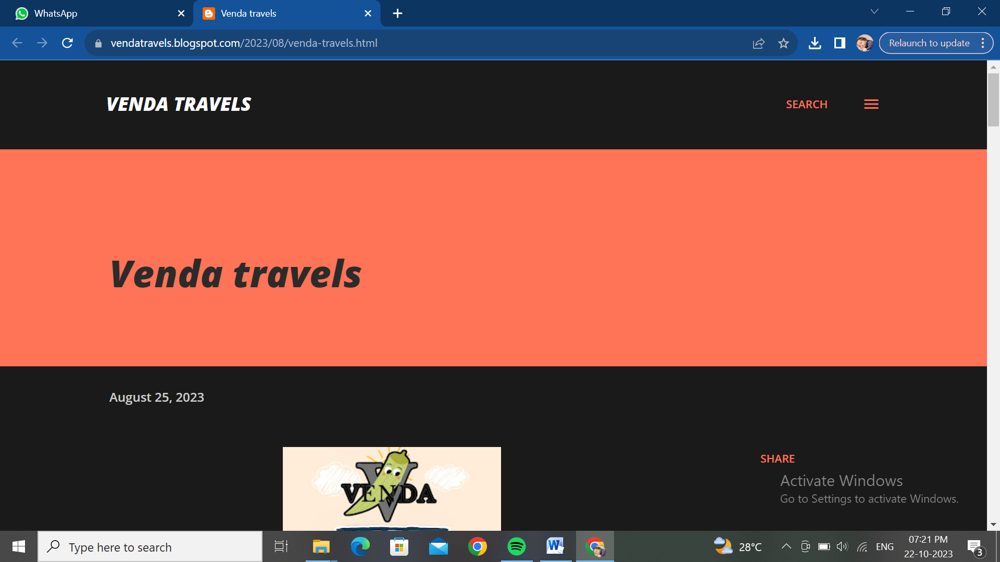 WhatsApp
Venda travels
vendatravels.blogspot.com/2023/08/venda-travels.html
Relaunch to update
VENDA TRAVELS
SEARCH
Venda travels
August 25, 2023
SHARE
VENDA
Activate Windows
Go to Settings to activate Windows.
Type here to search
28°C
ENG
07:21 PM
22-10-2023
3